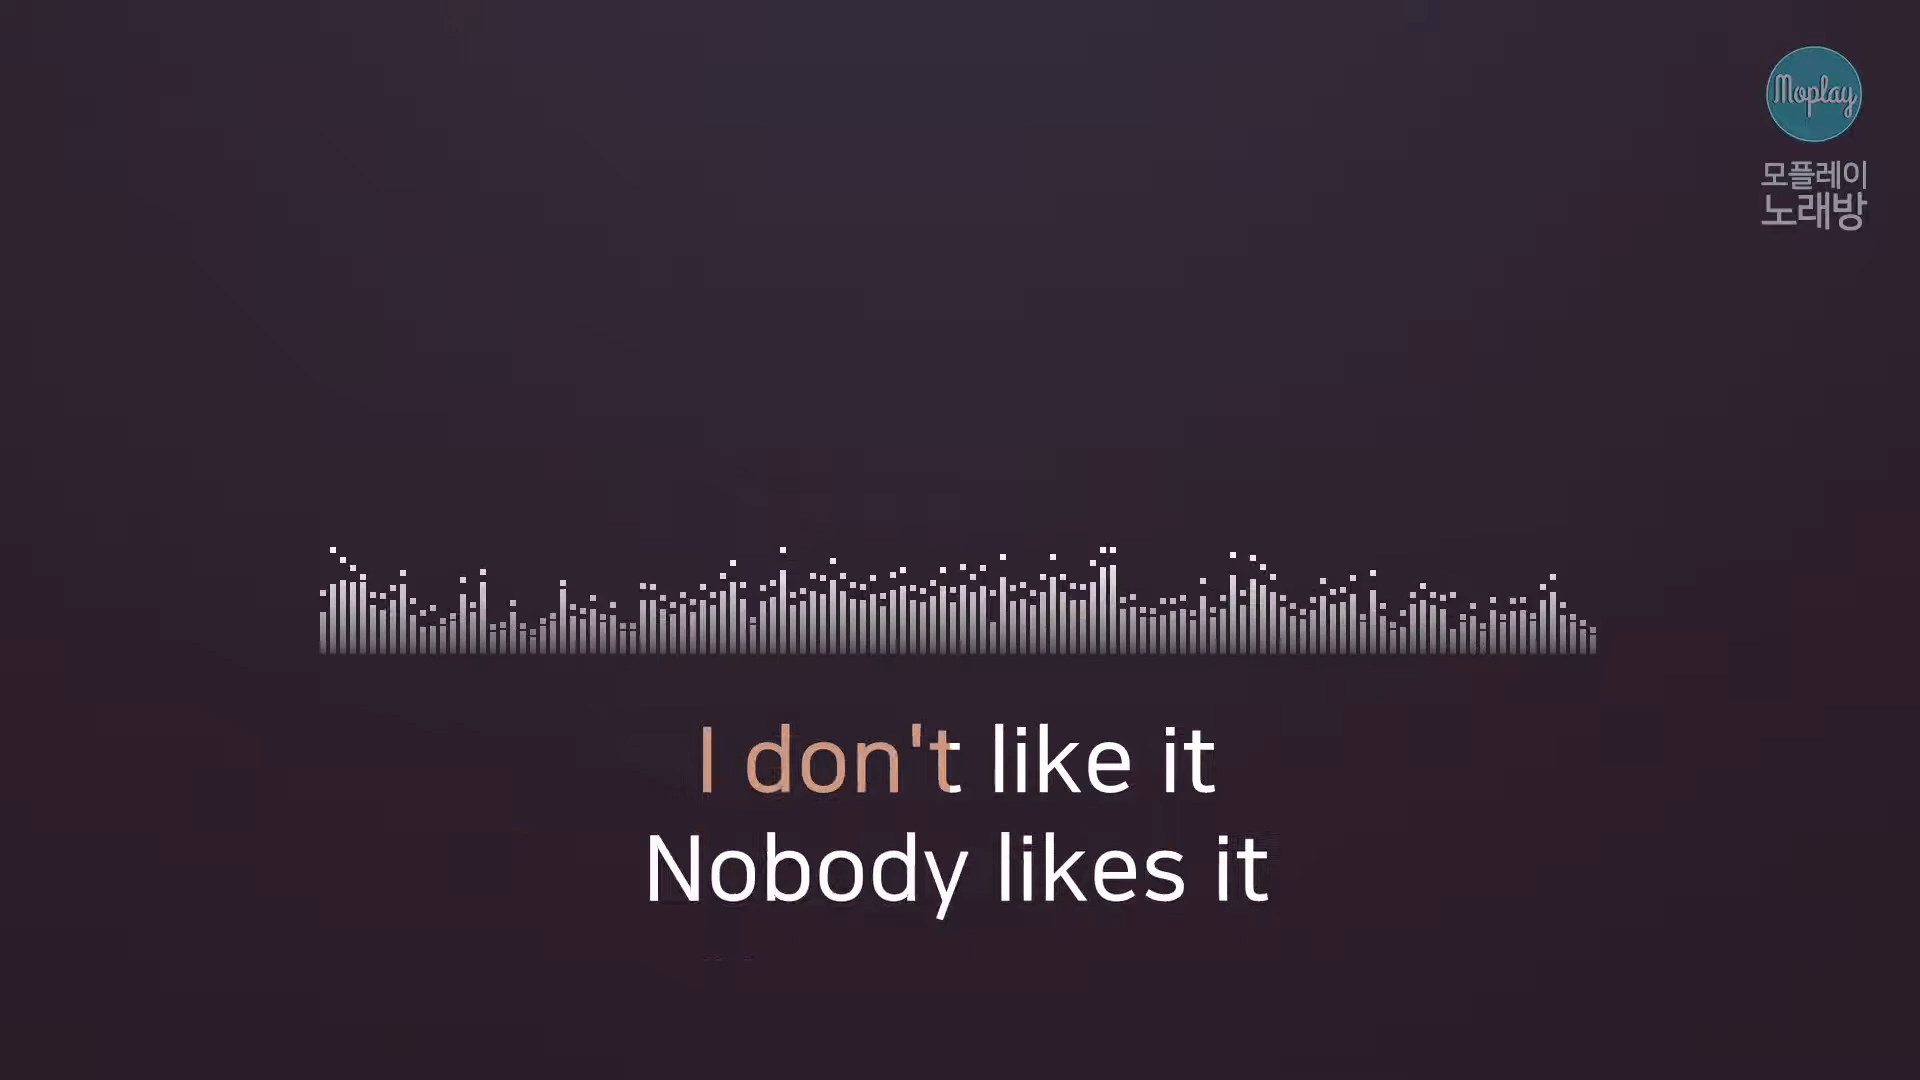 Moplay
모플레이
노래방
I don't like it
Nobody likes it